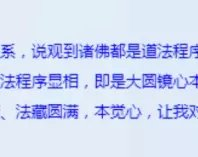 系，说观到诸佛都是道法程序
法程序显相，即是大圆镜心本
、法藏圆满，本觉心，让我对